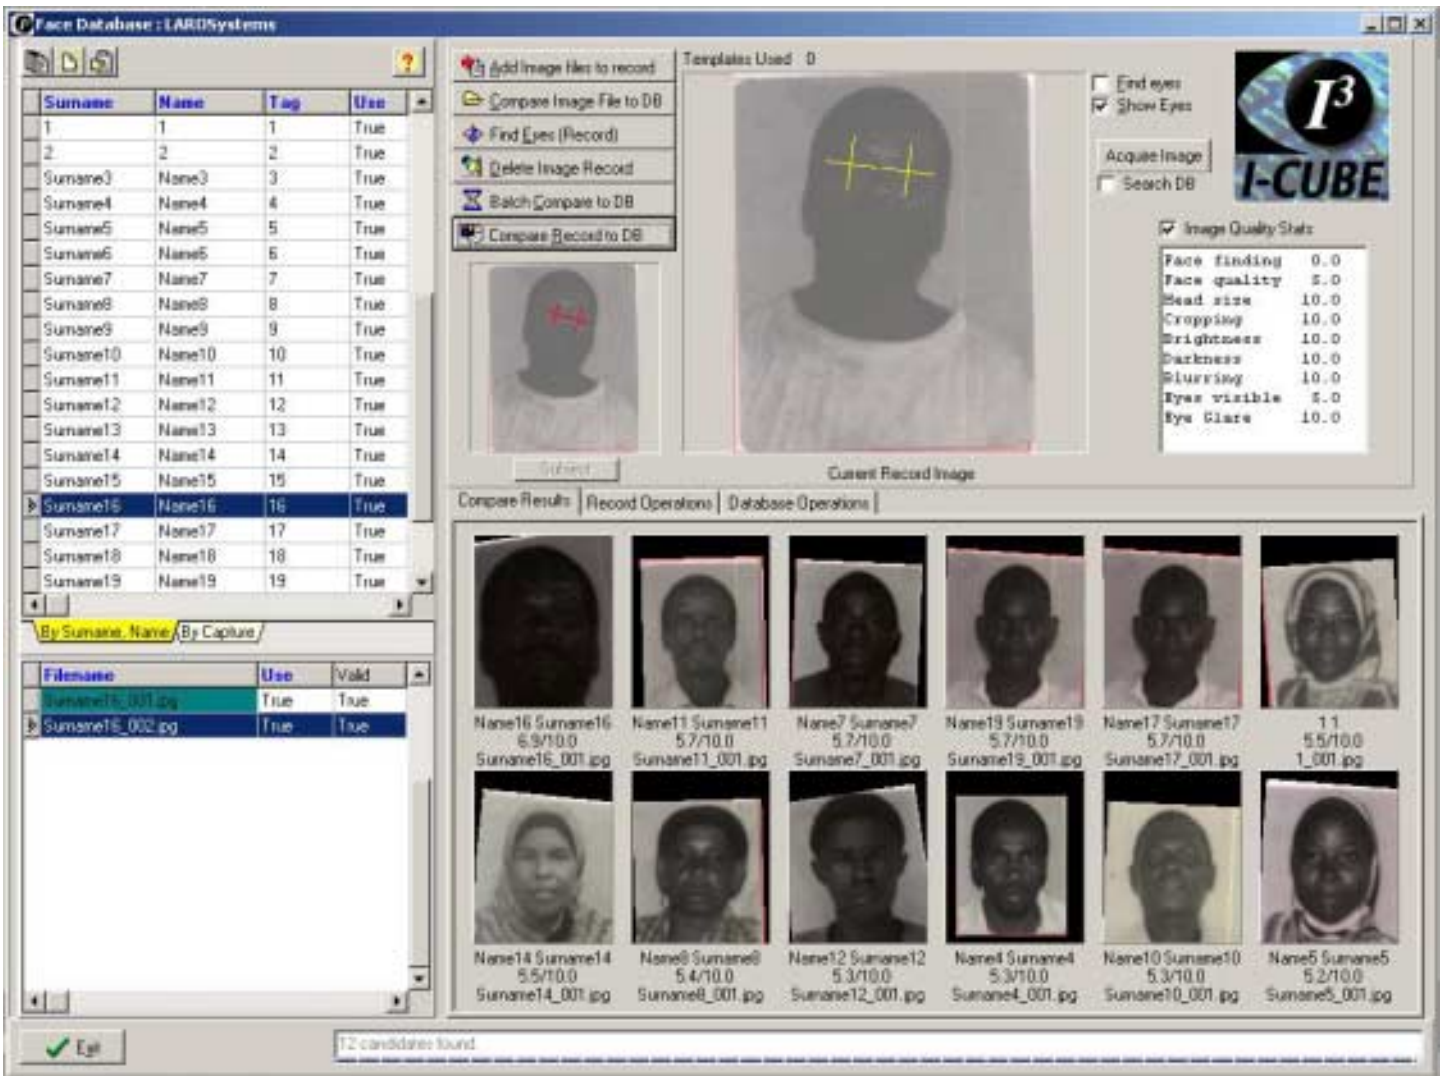 Face Database : LARDSystems
Surname Name Tag Use
1 1 1 True
2 2 2 True
Surname3 Name3 3 True
Surname4 Name4 4 True
Surname5 Name5 5 True
Surname6 Name6 6 True
Surname7 Name7 7 True
Surname8 Name8 8 True
Surname9 Name9 9 True
Surname10 Name10 10 True
Surname11 Name11 11 True
Surname12 Name12 12 True
Surname13 Name13 13 True
Surname14 Name14 14 True
Surname15 Name15 15 True
Surname16 Name16 16 True
Surname17 Name17 17 True
Surname18 Name18 18 True
Surname19 Name19 19 True
By Surname, Name By Capture
Filename Use Valid
Surname16_001.jpg True True
Surname16_002.jpg True True
Add Image files to record
Compare Image File to DB
Find Eyes (Record)
Delete Image Record
Batch Compare to DB
Compare Record to DB
Submit
Templates Used 0
Current Record Image
Find eyes
Show Eyes
Acquire Image
Search DB
I3
I-CUBE
Image Quality Stats
Face finding 0.0
Face quality 5.0
Head size 10.0
Cropping 10.0
Brightness 10.0
Darkness 10.0
Blurring 10.0
Eyes visible 5.0
Eye Glare 10.0
Compare Results Record Operations Database Operations
Name16 Surname16 Name11 Surname11 Name7 Surname7 Name19 Surname19 Name17 Surname17 1 1
6.9/10.0 5.7/10.0 5.7/10.0 5.7/10.0 5.7/10.0 5.5/10.0
Surname16_001.jpg Surname11_001.jpg Surname7_001.jpg Surname19_001.jpg Surname17_001.jpg 1_001.jpg
Name14 Surname14 Name8 Surname8 Name12 Surname12 Name4 Surname4 Name10 Surname10 Name5 Surname5
5.5/10.0 5.4/10.0 5.3/10.0 5.3/10.0 5.3/10.0 5.2/10.0
Surname14_001.jpg Surname8_001.jpg Surname12_001.jpg Surname4_001.jpg Surname10_001.jpg Surname5_001.jpg
Exit
12 candidates found